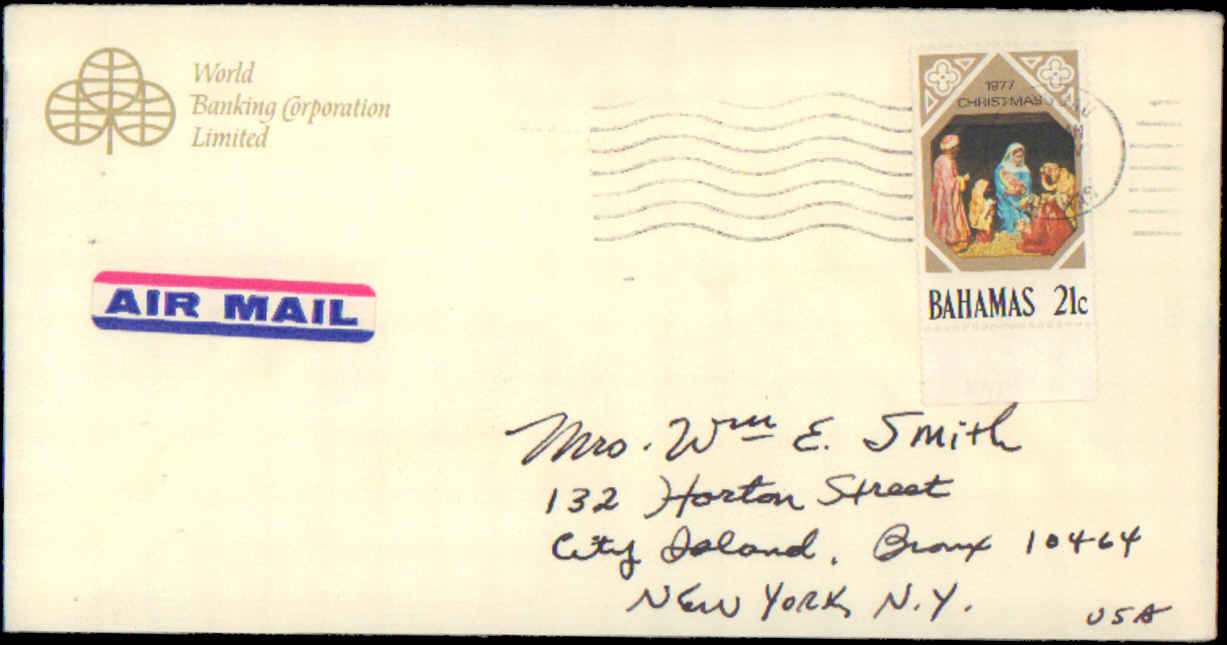 World
Banking Corporation
Limited
1977
CHRISTMAS
BAHAMAS 21c
AIR MAIL
Mrs. Wm E. Smith
132 Horton Street
City Island, Bronx 10464
New York, N.Y.
USA